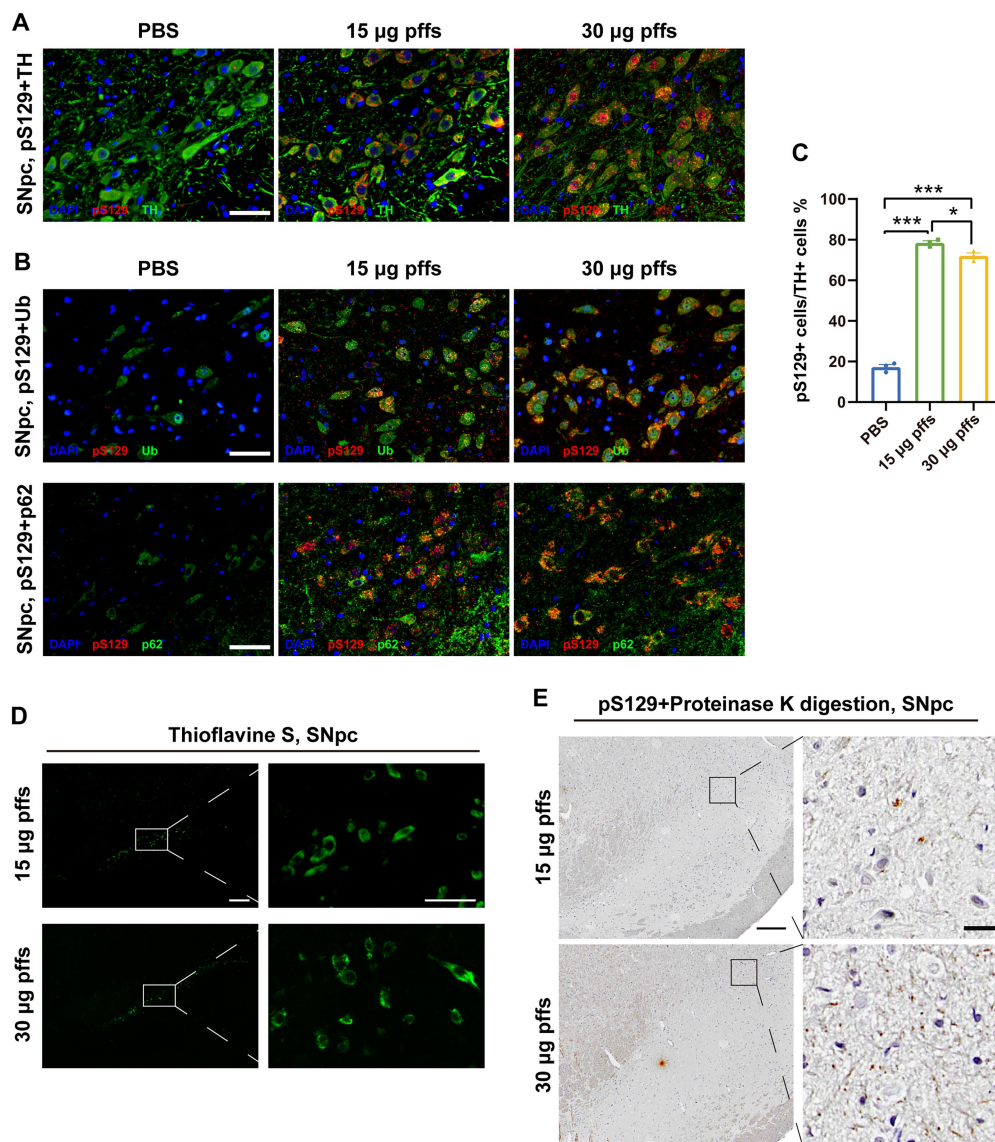 A
PBS
15 µg pffs
30 µg pffs
SNpc, pS129+TH
DAPI pS129 TH
DAPI pS129 TH
DAPI pS129 TH
B
PBS
15 µg pffs
30 µg pffs
SNpc, pS129+Ub
DAPI pS129 Ub
DAPI pS129 Ub
DAPI pS129 Ub
SNpc, pS129+p62
DAPI pS129 p62
DAPI pS129 p62
DAPI pS129 p62
C
pS129+ cells/TH+ cells %
100
80
60
40
20
0
***
***
*
PBS
15 µg pffs
30 µg pffs
D
Thioflavine S, SNpc
15 µg pffs
30 µg pffs
E
pS129+Proteinase K digestion, SNpc
15 µg pffs
30 µg pffs